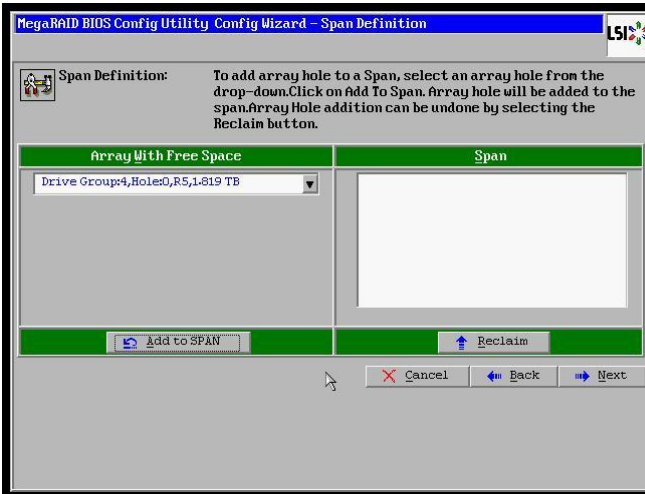 MegaRAID BIOS Config Utility Config Wizard – Span Definition
LSI
Span Definition:
To add array hole to a Span, select an array hole from the
drop-down.Click on Add To Span. Array hole will be added to the
span.Array Hole addition can be undone by selecting the
Reclaim button.
Array With Free Space
Span
Drive Group:4,Hole:0,R5,1.819 TB
Add to SPAN
Reclaim
Cancel
Back
Next